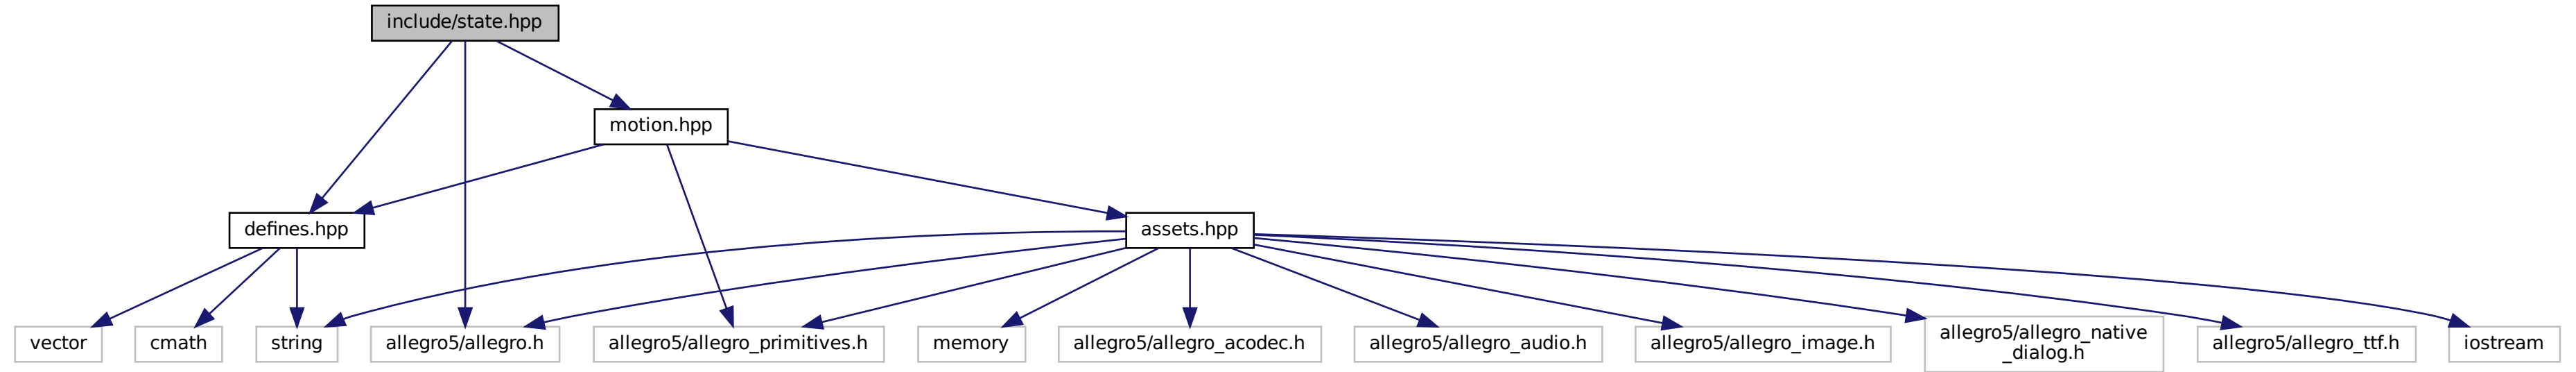 include/state.hpp
motion.hpp
defines.hpp
assets.hpp
vector
cmath
string
allegro5/allegro.h
allegro5/allegro_primitives.h
memory
allegro5/allegro_acodec.h
allegro5/allegro_audio.h
allegro5/allegro_image.h
allegro5/allegro_native
_dialog.h
allegro5/allegro_ttf.h
iostream